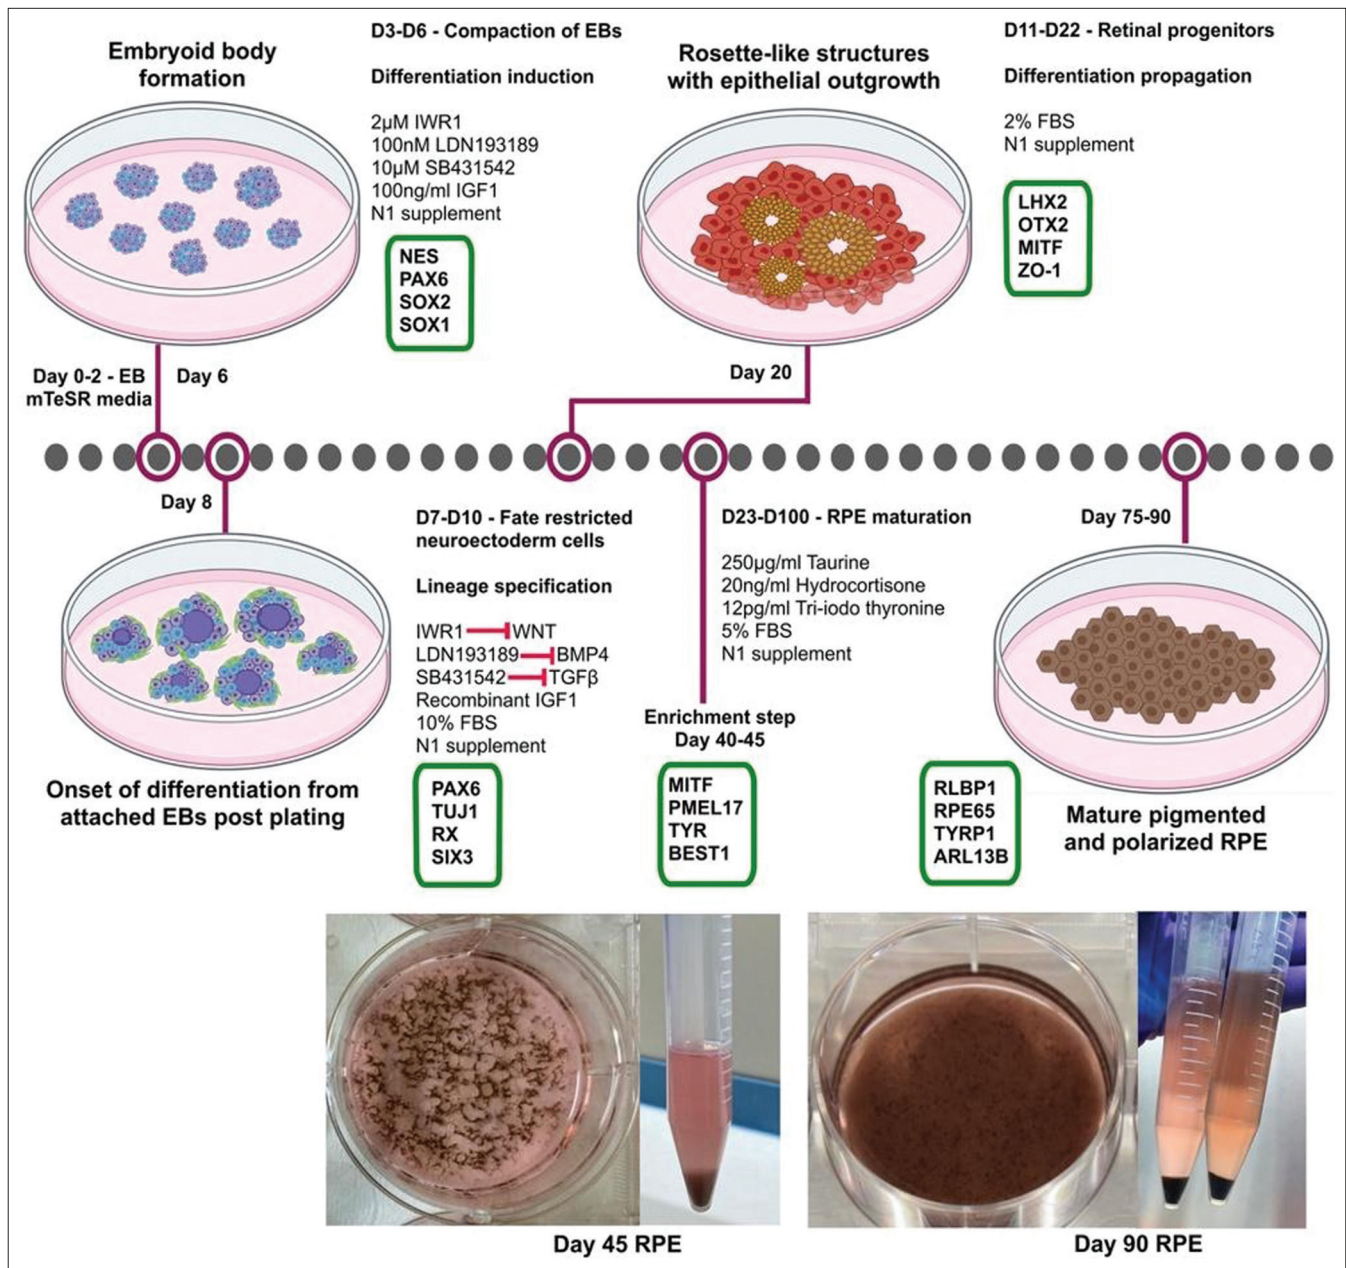 Embryoid body
formation
D3-D6 - Compaction of EBs
Differentiation induction
2µM IWR1
100nM LDN193189
10µM SB431542
100ng/ml IGF1
N1 supplement
NES
PAX6
SOX2
SOX1
Rosette-like structures
with epithelial outgrowth
D11-D22 - Retinal progenitors
Differentiation propagation
2% FBS
N1 supplement
LHX2
OTX2
MITF
ZO-1
Day 0-2 - EB
mTeSR media
Day 6
Day 20
Day 8
D7-D10 - Fate restricted
neuroectoderm cells
Lineage specification
IWR1 WNT
LDN193189 BMP4
SB431542 TGFβ
Recombinant IGF1
10% FBS
N1 supplement
PAX6
TUJ1
RX
SIX3
D23-D100 - RPE maturation
250µg/ml Taurine
20ng/ml Hydrocortisone
12pg/ml Tri-iodo thyronine
5% FBS
N1 supplement
Enrichment step
Day 40-45
MITF
PMEL17
TYR
BEST1
Day 75-90
RLBP1
RPE65
TYRP1
ARL13B
Onset of differentiation from
attached EBs post plating
Mature pigmented
and polarized RPE
Day 45 RPE
Day 90 RPE